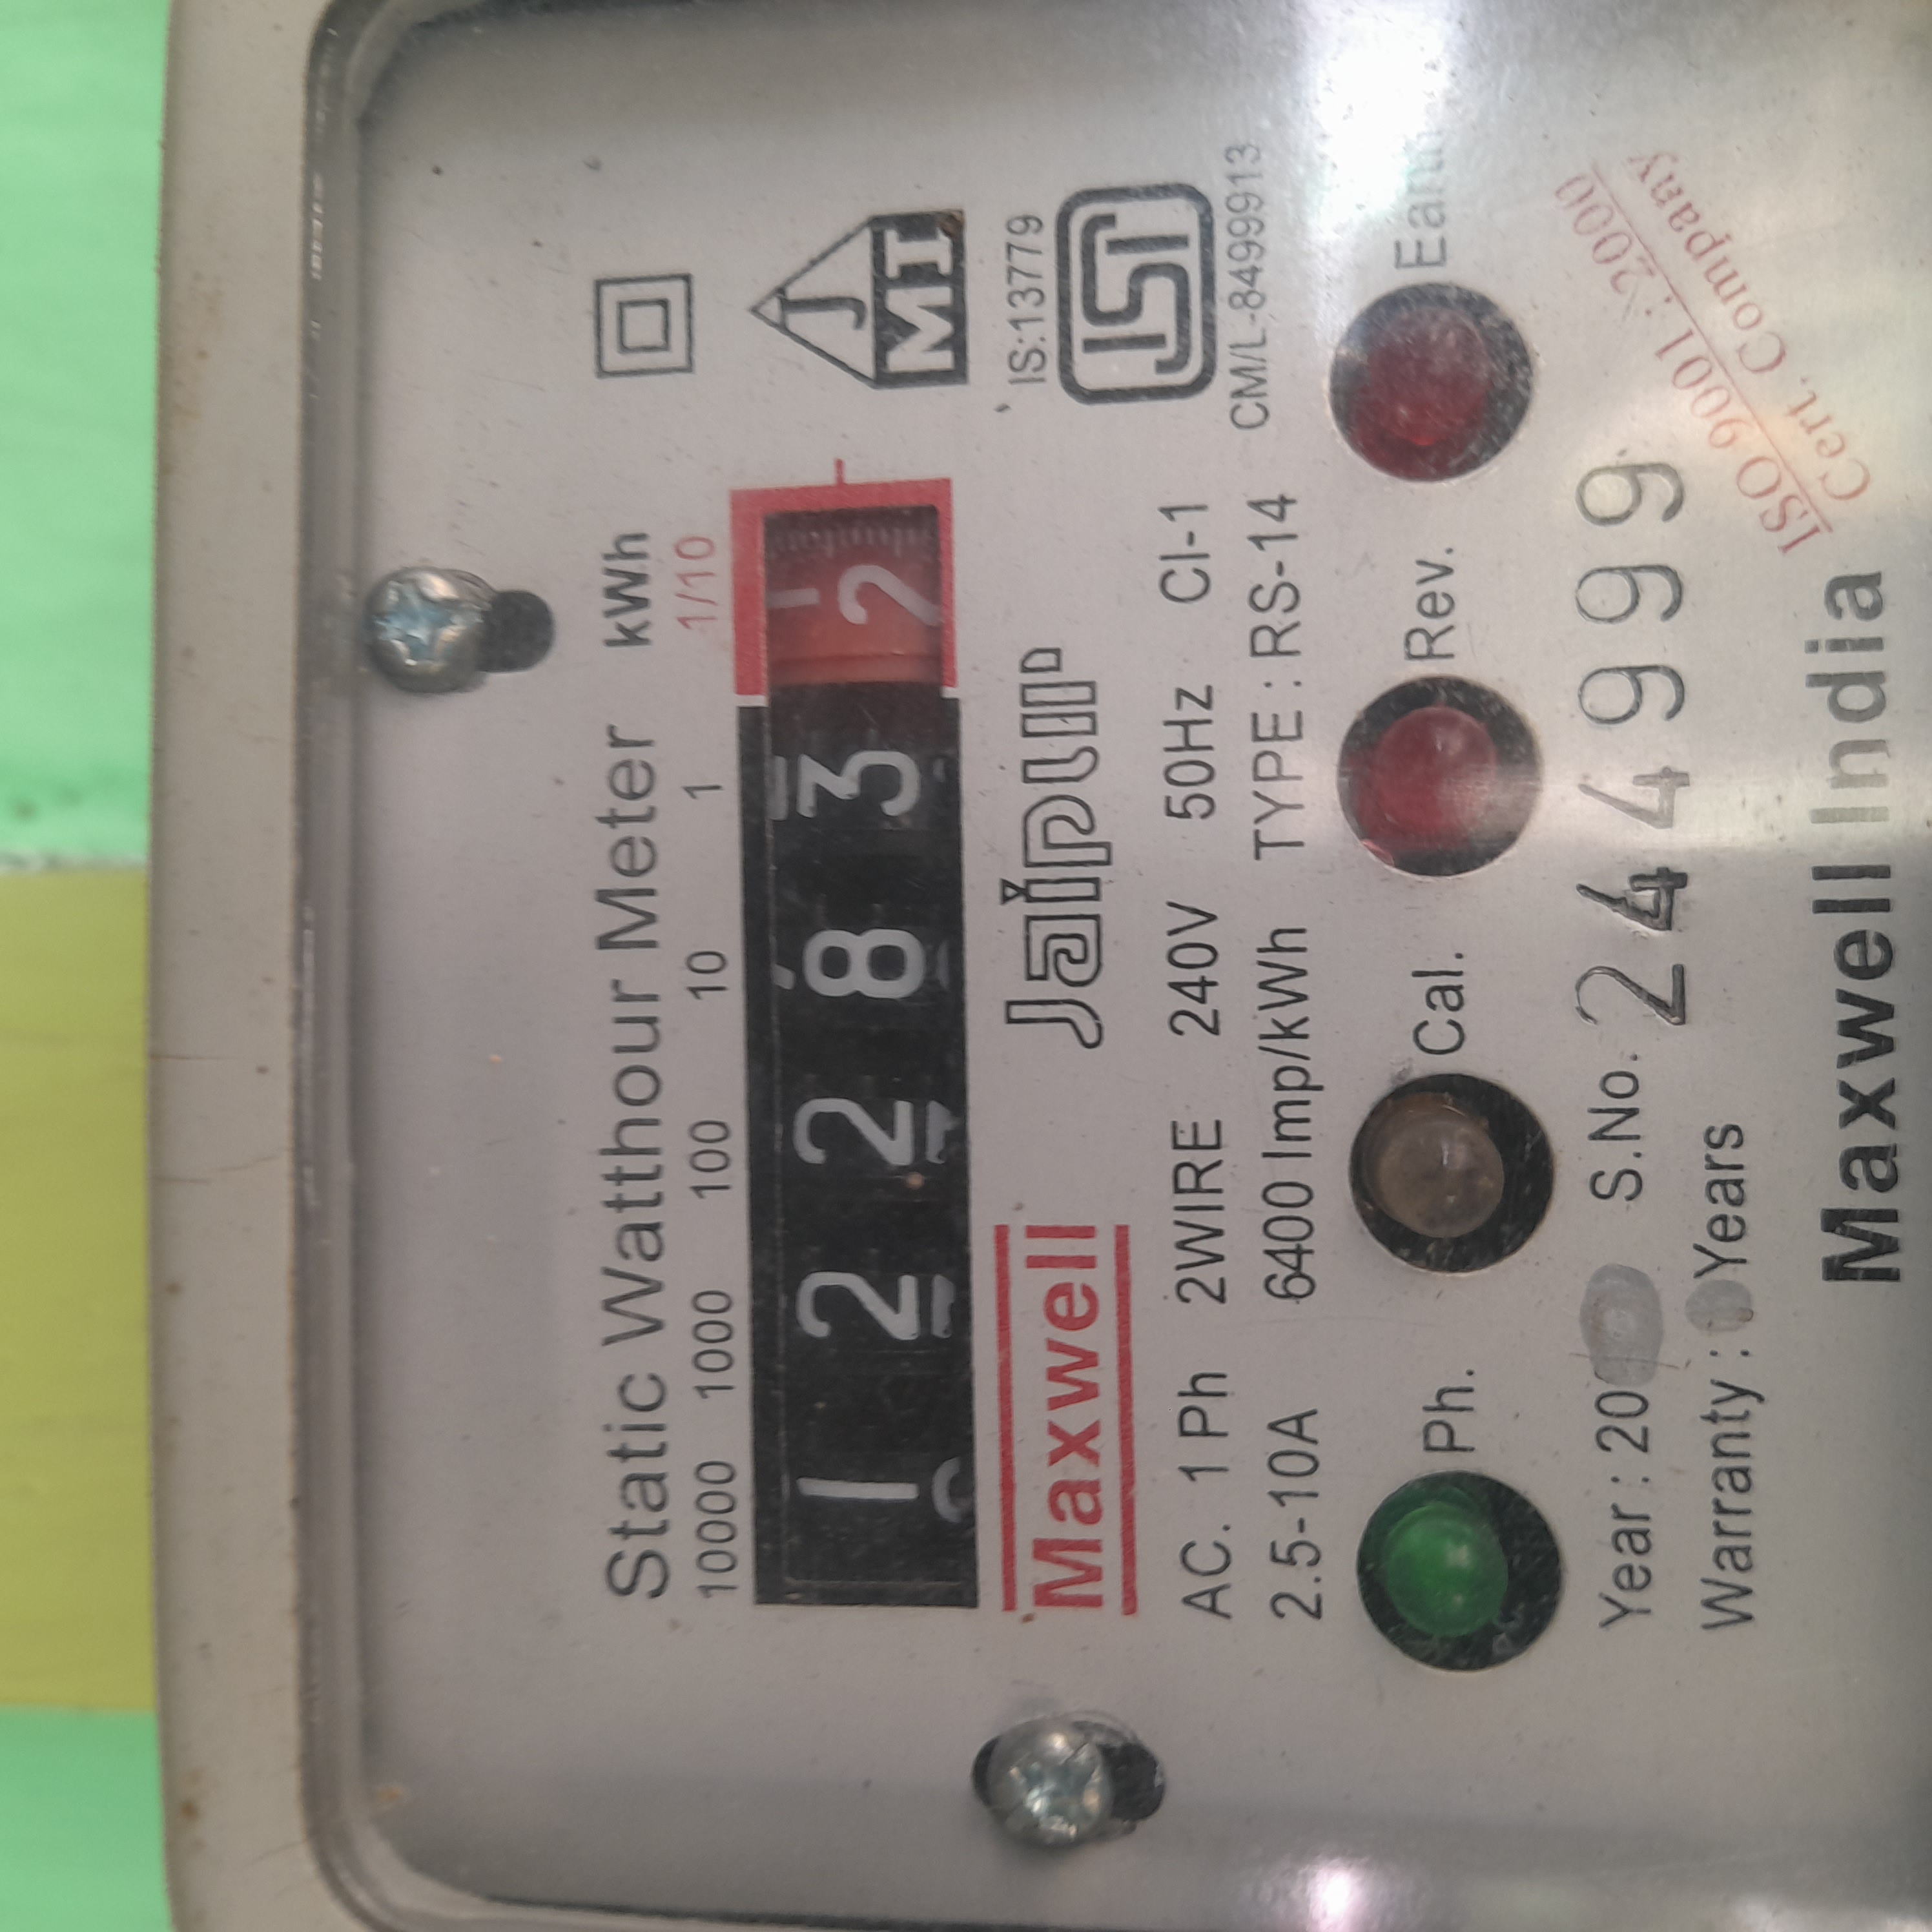 Static Watthour Meter kWh
10000 1000 100 10 1 1/10
1 2 2 8 3 2
J
MI
Maxwell Jaipur
IS:13779
ISI
CM/L-8499913
AC. 1 Ph 2WIRE 240V 50Hz Cl-1
2.5-10A 6400 Imp/kWh TYPE : RS-14
Ph. Cal. Rev.
Year : 20 S.No. 244999
Warranty : Years
ISO 9001 : 2000
Cert. Company
Maxwell India